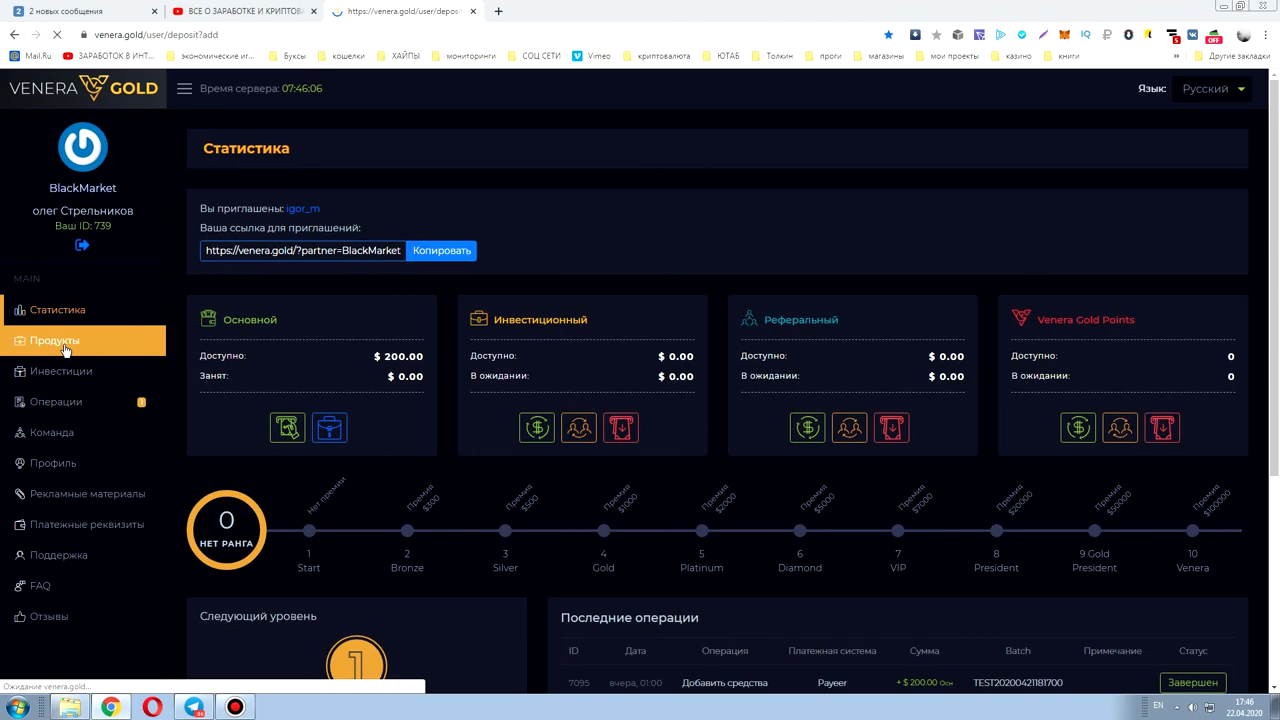 2 новых сообщения
ВСЕ О ЗАРАБОТКЕ И КРИПТОВА
https://venera.gold/user/deposi
venera.gold/user/deposit?add
IQ
5
OFF
Mail.Ru
ЗАРАБОТОК В ИНТ...
экономические иг...
Буксы
кошелки
ХАЙПЫ
мониторинги
СОЦ СЕТИ
Vimeo
криптовалюта
ЮТАБ
Толкин
проги
магазины
мои проекты
казино
книги
Другие закладки
VENERA GOLD
Время сервера: 07:46:06
Язык:
Русский
BlackMarket
олег Стрельников
Ваш ID: 739
MAIN
Статистика
Продукты
Инвестиции
Операции
1
Команда
Профиль
Рекламные материалы
Платежные реквизиты
Поддержка
FAQ
Отзывы
Статистика
Вы приглашены: igor_m
Ваша ссылка для приглашений:
https://venera.gold/?partner=BlackMarket
Копировать
Основной
Доступно: $ 200.00
Занят: $ 0.00
Инвестиционный
Доступно: $ 0.00
В ожидании: $ 0.00
Реферальный
Доступно: $ 0.00
В ожидании: $ 0.00
Venera Gold Points
Доступно: 0
В ожидании: 0
0
НЕТ РАНГА
Нет премии
1
Start
Премия $300
2
Bronze
Премия $500
3
Silver
Премия $1000
4
Gold
Премия $2000
5
Platinum
Премия $5000
6
Diamond
Премия $7000
7
VIP
Премия $20000
8
President
Премия $50000
9 Gold
President
Премия $100000
10
Venera
Следующий уровень
1
Последние операции
ID Дата Операция Платежная система Сумма Batch Примечание Статус
7095 вчера, 01:00 Добавить средства Payeer + $ 200.00 Осн TEST20200421181700 Завершен
Ожидание venera.gold...
EN
17:46
22.04.2020